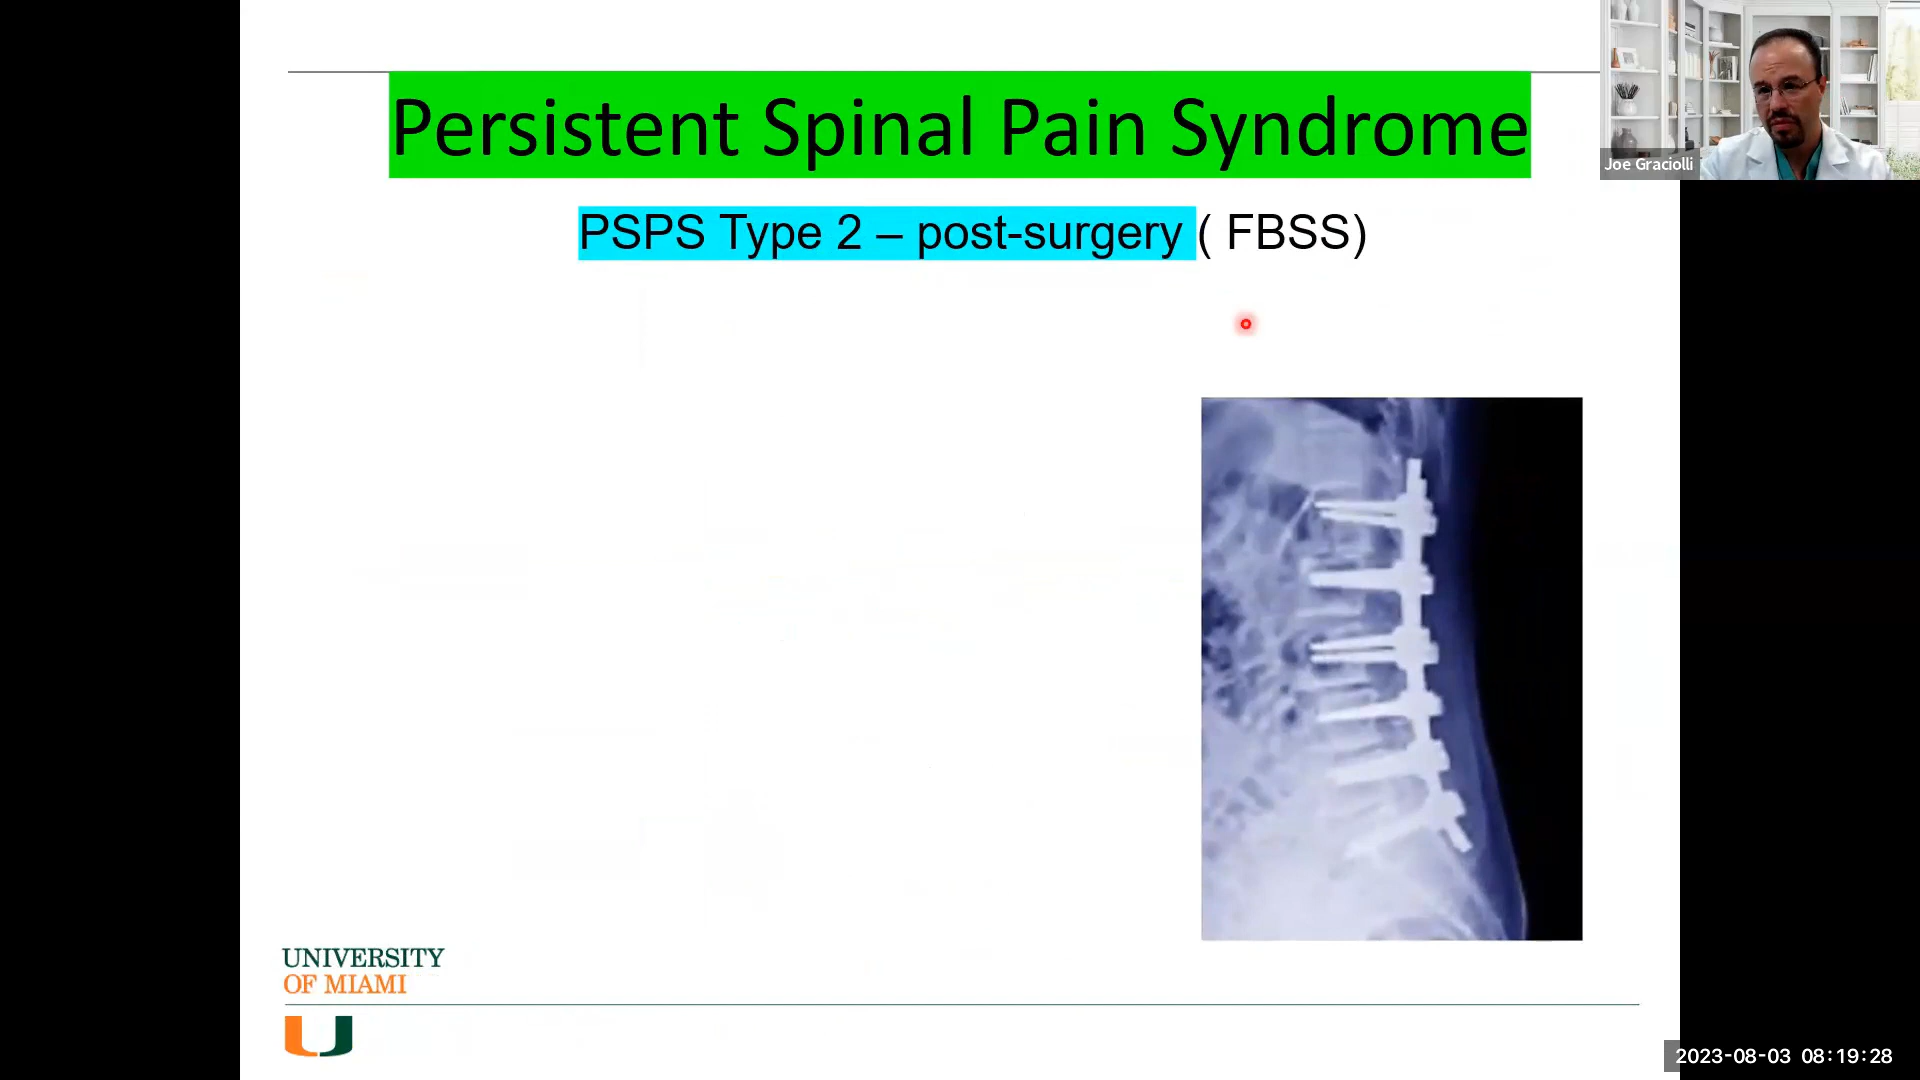 Persistent Spinal Pain Syndrome
Joe Graciolli
PSPS Type 2 – post-surgery ( FBSS)
UNIVERSITY
OF MIAMI
2023-08-03 08:19:28